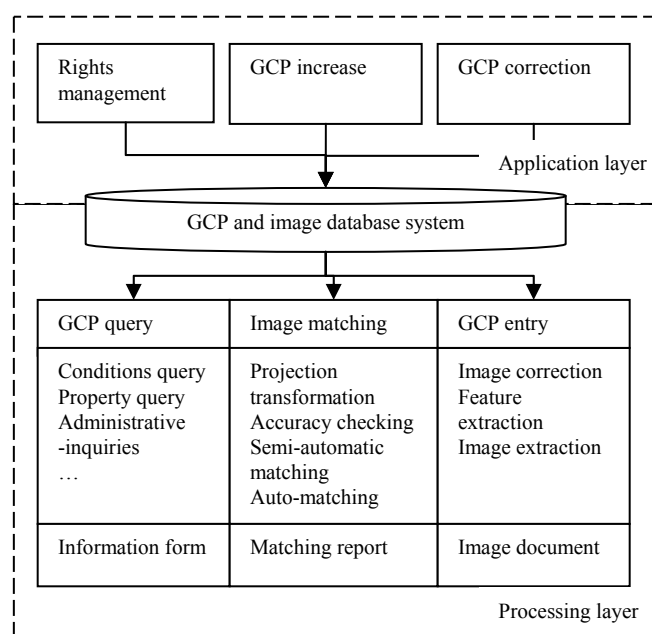 Rights
management
GCP increase
GCP correction
Application layer
GCP and image database system
GCP query
Image matching
GCP entry
Conditions query
Property query
Administrative
-inquiries
…
Projection
transformation
Accuracy checking
Semi-automatic
matching
Auto-matching
Image correction
Feature
extraction
Image extraction
Information form
Matching report
Image document
Processing layer